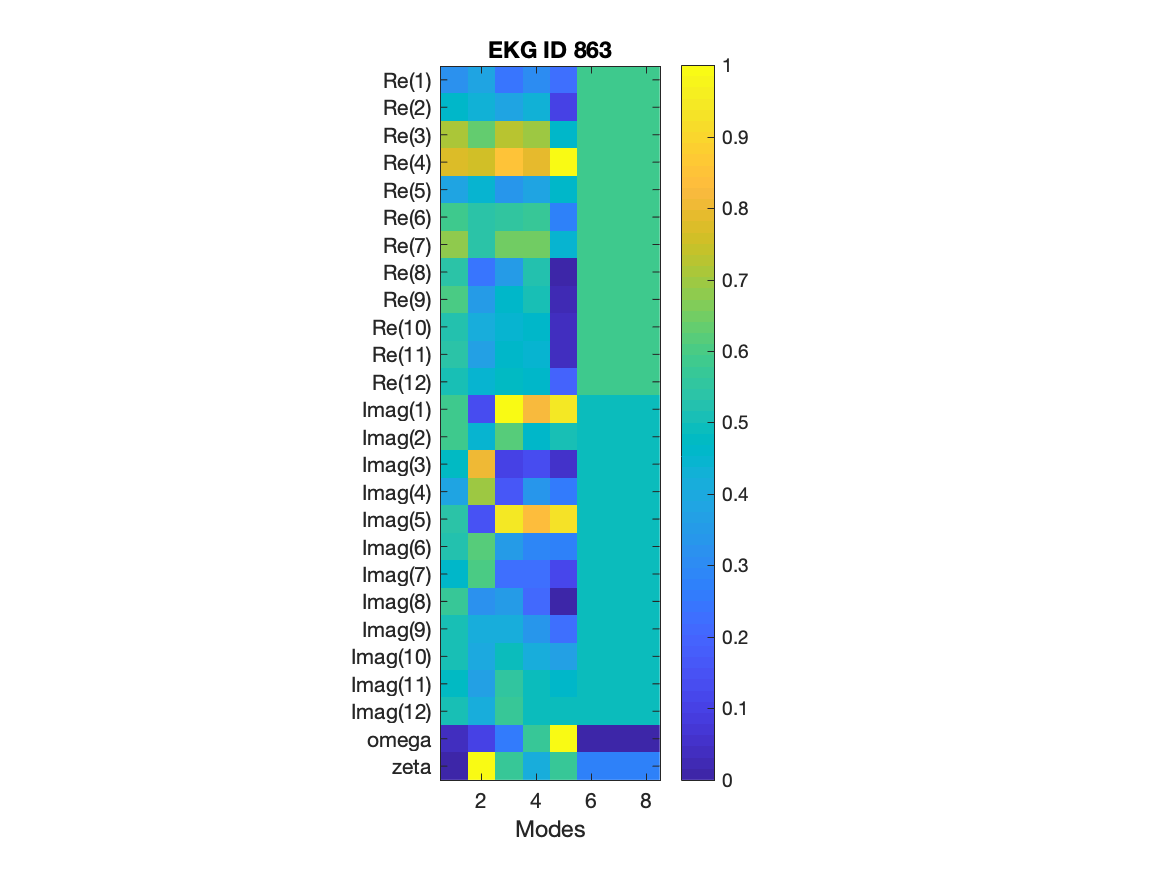 EKG ID 863
Re(1)
Re(2)
Re(3)
Re(4)
Re(5)
Re(6)
Re(7)
Re(8)
Re(9)
Re(10)
Re(11)
Re(12)
Imag(1)
Imag(2)
Imag(3)
Imag(4)
Imag(5)
Imag(6)
Imag(7)
Imag(8)
Imag(9)
Imag(10)
Imag(11)
Imag(12)
omega
zeta
2 4 6 8
Modes
1
0.9
0.8
0.7
0.6
0.5
0.4
0.3
0.2
0.1
0